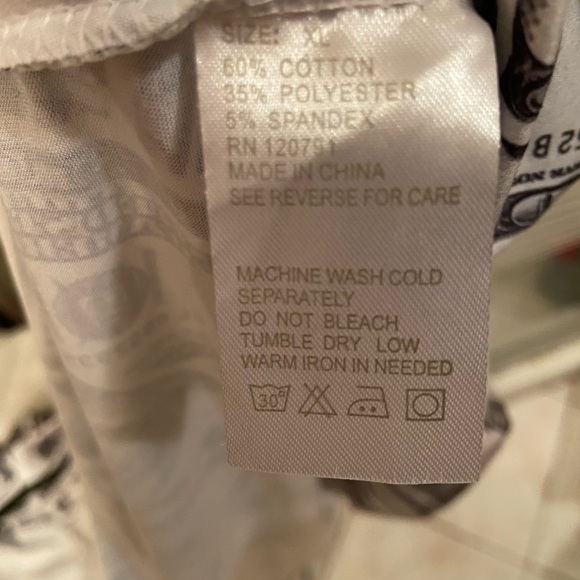 SIZE: XL
60% COTTON
35% POLYESTER
5% SPANDEX
RN 120791
MADE IN CHINA
SEE REVERSE FOR CARE
MACHINE WASH COLD
SEPARATELY
DO NOT BLEACH
TUMBLE DRY LOW
WARM IRON IN NEEDED
30°